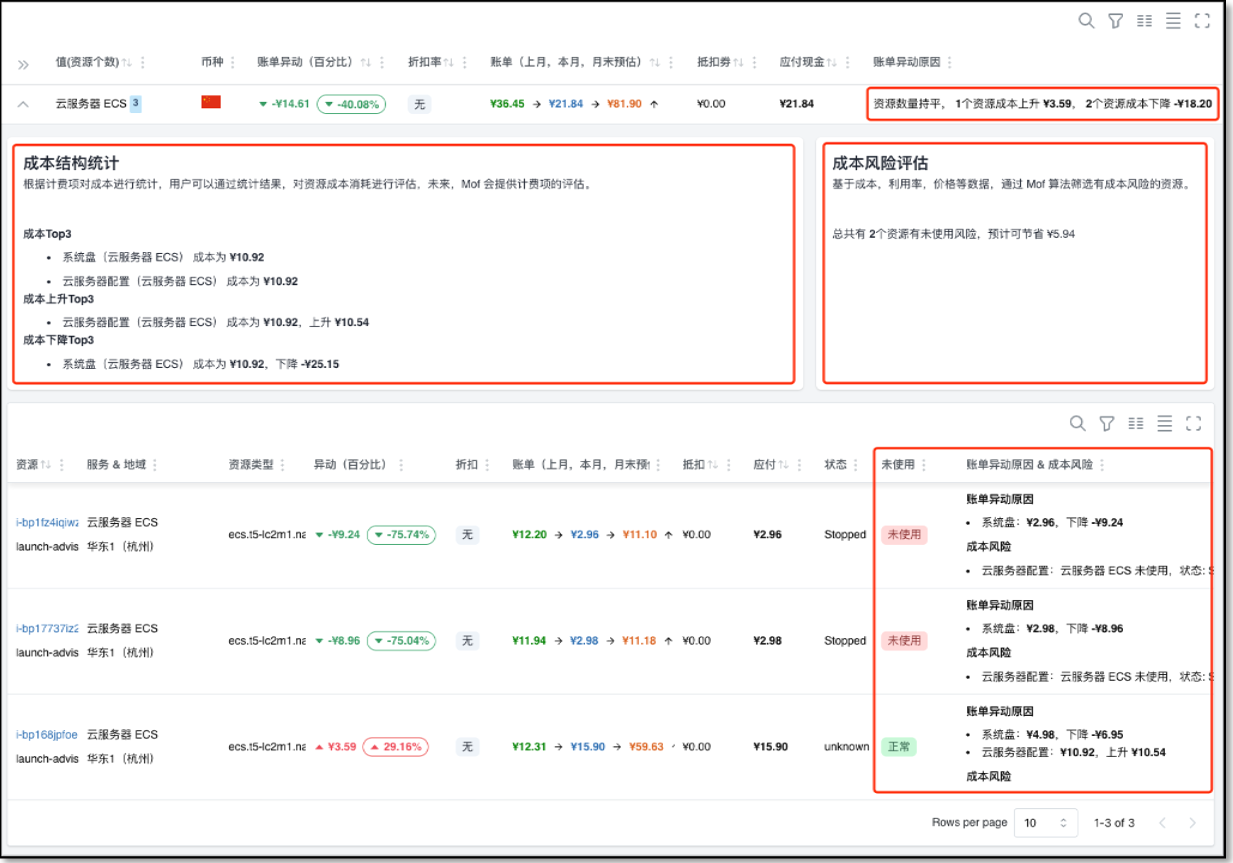 值(资源个数) 币种 账单异动（百分比） 折扣率 账单（上月，本月，月末预估） 抵扣券 应付现金 账单异动原因
云服务器 ECS 3 -¥14.61 -40.08% 无 ¥36.45 → ¥21.84 → ¥81.90 ¥0.00 ¥21.84 资源数量持平， 1个资源成本上升 ¥3.59， 2个资源成本下降 -¥18.20
成本结构统计
根据计费项对成本进行统计，用户可以通过统计结果，对资源成本消耗进行评估，未来，Mof 会提供计费项的评估。
成本Top3
• 系统盘（云服务器 ECS） 成本为 ¥10.92
• 云服务器配置（云服务器 ECS） 成本为 ¥10.92
成本上升Top3
• 云服务器配置（云服务器 ECS） 成本为 ¥10.92，上升 ¥10.54
成本下降Top3
• 系统盘（云服务器 ECS） 成本为 ¥10.92，下降 -¥25.15
成本风险评估
基于成本，利用率，价格等数据，通过 Mof 算法筛选有成本风险的资源。
总共有 2个资源有未使用风险，预计可节省 ¥5.94
资源 服务 & 地域 资源类型 异动（百分比） 折扣 账单（上月，本月，月末预 抵扣 应付 状态 未使用 账单异动原因 & 成本风险
账单异动原因
i-bp1fz4iqiw 云服务器 ECS
• 系统盘：¥2.96，下降 -¥9.24
ecs.t5-lc2m1.na -¥9.24 -75.74% 无 ¥12.20 → ¥2.96 → ¥11.10 ¥0.00 ¥2.96 Stopped 未使用
launch-advis 华东1（杭州）
成本风险
• 云服务器配置：云服务器 ECS 未使用，状态: S
账单异动原因
i-bp17737iz2 云服务器 ECS
• 系统盘：¥2.98，下降 -¥8.96
ecs.t5-lc2m1.na -¥8.96 -75.04% 无 ¥11.94 → ¥2.98 → ¥11.18 ¥0.00 ¥2.98 Stopped 未使用
launch-advis 华东1（杭州）
成本风险
• 云服务器配置：云服务器 ECS 未使用，状态: S
账单异动原因
i-bp168jpfoe 云服务器 ECS
• 系统盘：¥4.98，下降 -¥6.95
ecs.t5-lc2m1.na ¥3.59 29.16% 无 ¥12.31 → ¥15.90 → ¥59.63 ¥0.00 ¥15.90 unknown 正常
• 云服务器配置：¥10.92，上升 ¥10.54
launch-advis 华东1（杭州）
成本风险
Rows per page 10 1-3 of 3